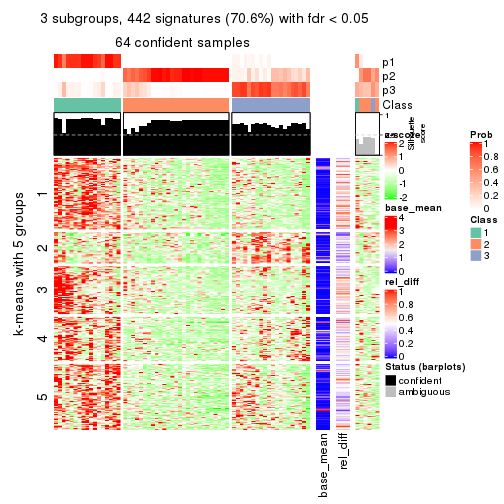 3 subgroups, 442 signatures (70.6%) with fdr < 0.05
64 confident samples
p1
p2
p3
Class
1
Silhouette
score
z-score
2
1
0
-1
-2
base_mean
4
3
2
1
0
rel_diff
1
0.8
0.6
0.4
0.2
0
Status (barplots)
confident
ambiguous
Prob
1
0.8
0.6
0.4
0.2
0
Class
1
2
3
k-means with 5 groups
1
2
3
4
5
base_mean
rel_diff